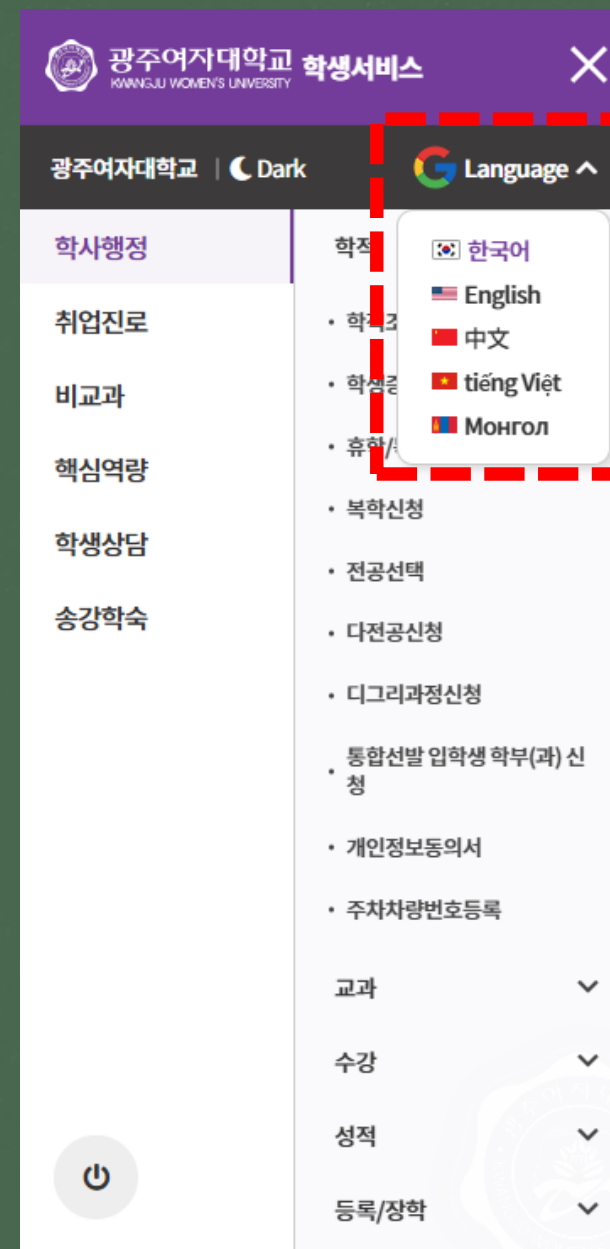 광주여자대학교 학생서비스
KWANGJU WOMEN'S UNIVERSITY
광주여자대학교 | Dark
Language
학사행정
취업진로
비교과
핵심역량
학생상담
송강학숙
한국어
English
中文
tiếng Việt
Монгол
• 복학신청
• 전공선택
• 다전공신청
• 디그리과정신청
• 통합선발 입학생 학부(과) 신
청
• 개인정보동의서
• 주차차량번호등록
교과
수강
성적
등록/장학